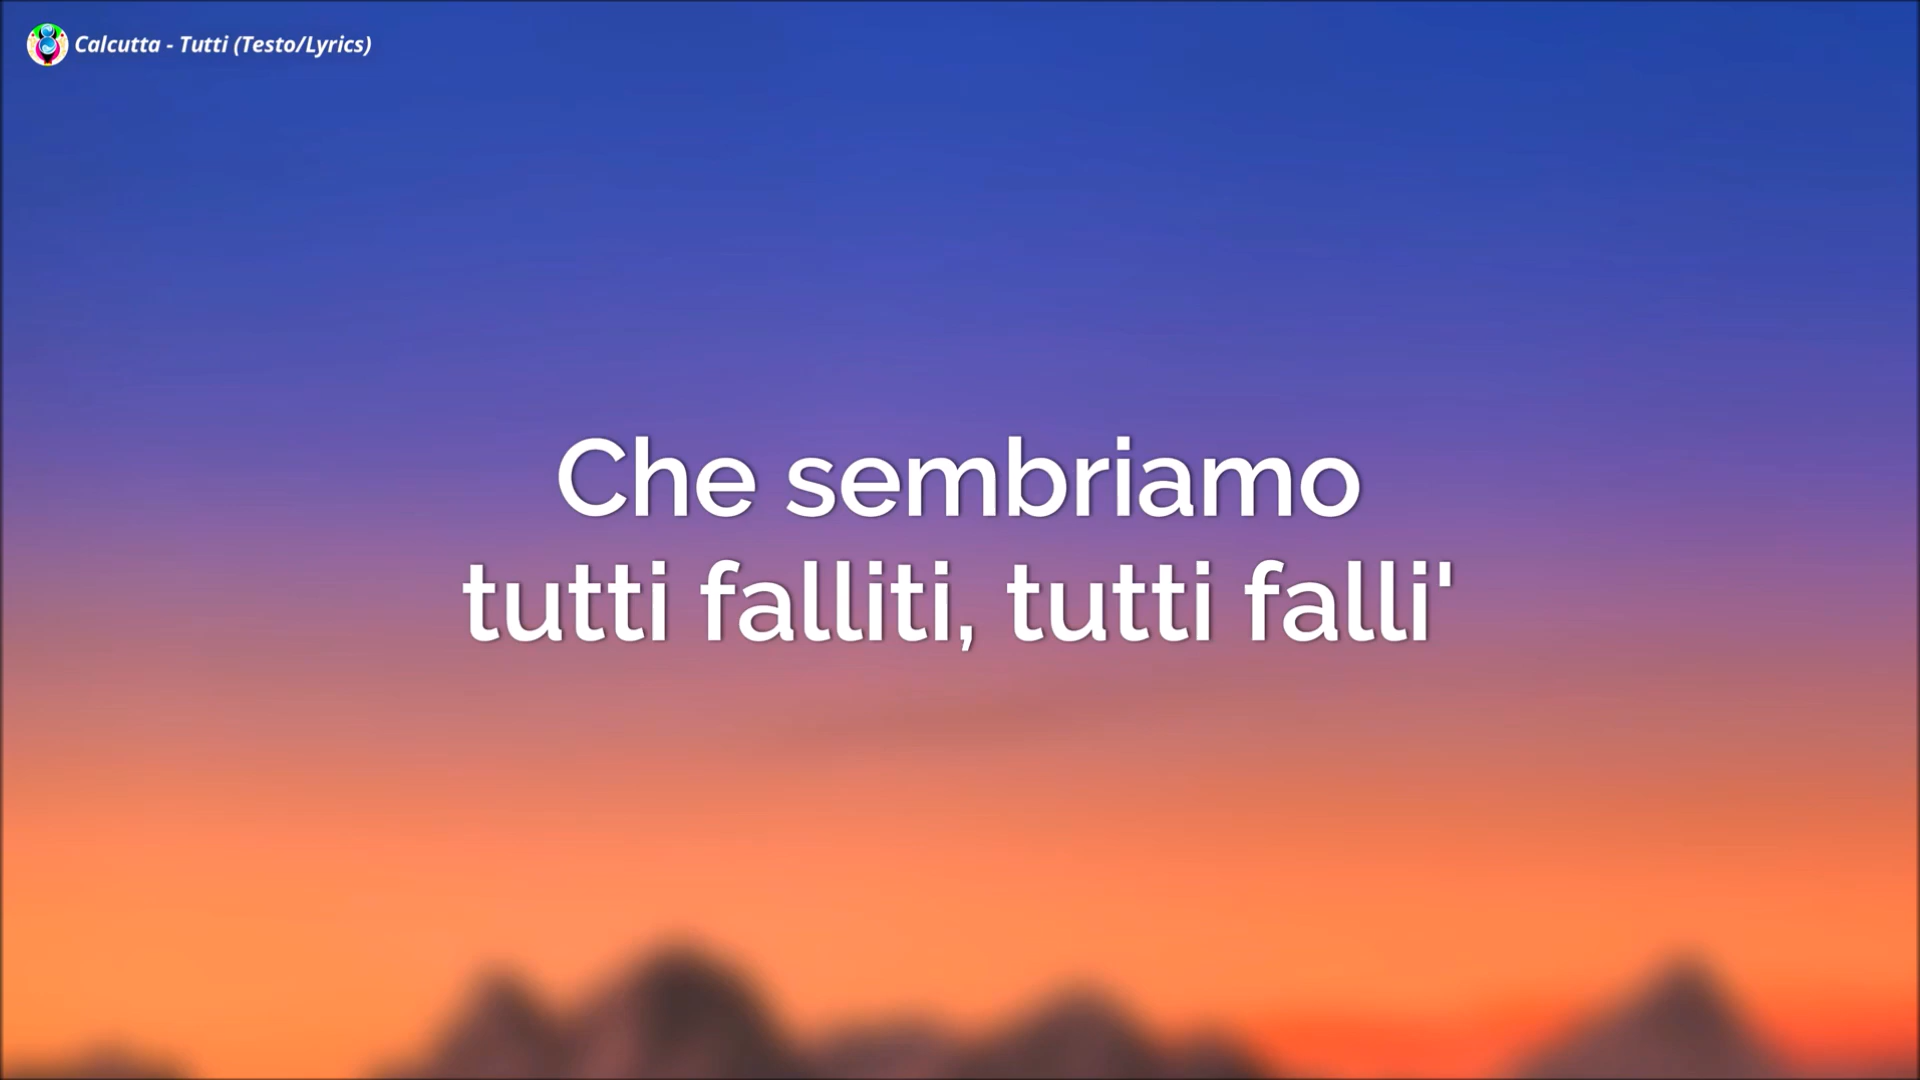 Calcutta - Tutti (Testo/Lyrics)
Che sembriamo
tutti falliti, tutti falli'